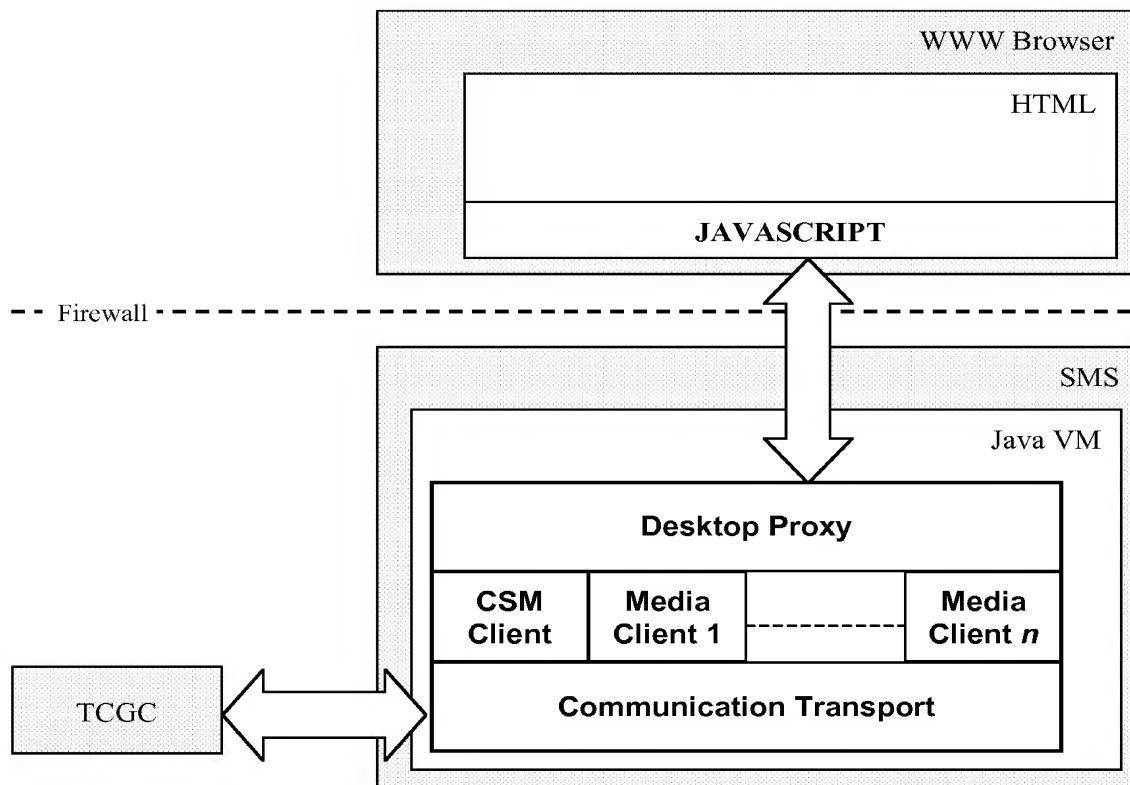 WWW Browser
HTML
JAVASCRIPT
Firewall
SMS
Java VM
Desktop Proxy
CSM
Client
Media
Client 1
Media
Client n
TCGC
Communication Transport